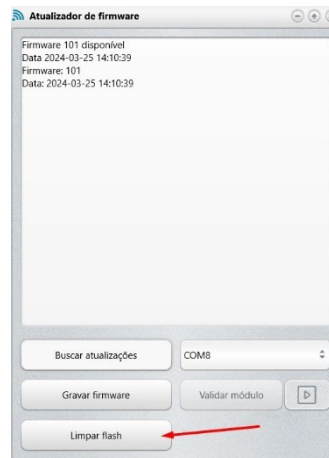 Atualizador de firmware
Firmware 101 disponível
Data 2024-03-25 14:10:39
Firmware: 101
Data: 2024-03-25 14:10:39
Buscar atualizações
COM8
Gravar firmware
Validar módulo
Limpar flash